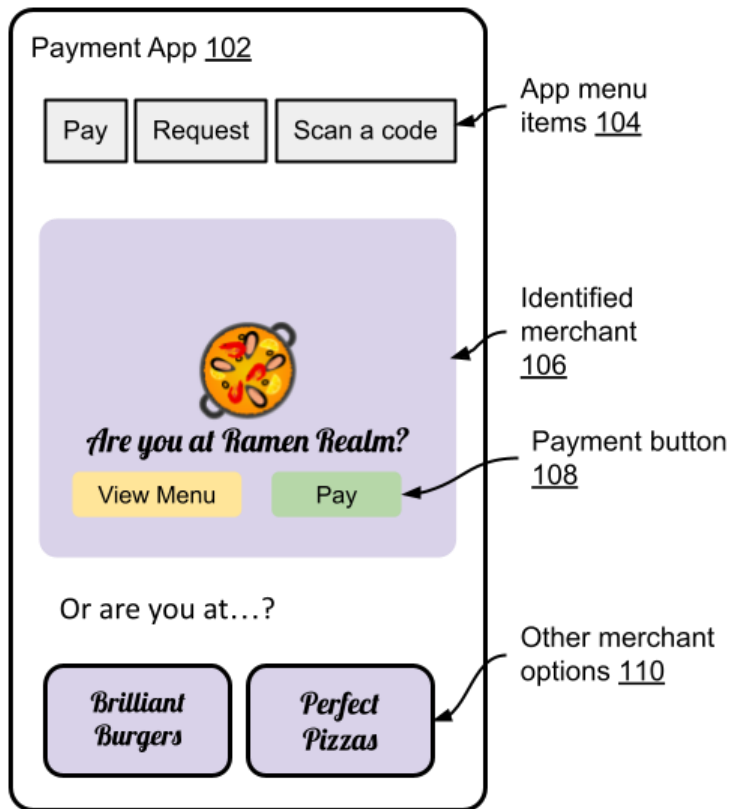 Payment App 102
Pay
Request
Scan a code
App menu
items 104
Identified
merchant
106
Are you at Ramen Realm?
View Menu
Pay
Payment button
108
Or are you at...?
Brilliant
Burgers
Perfect
Pizzas
Other merchant
options 110